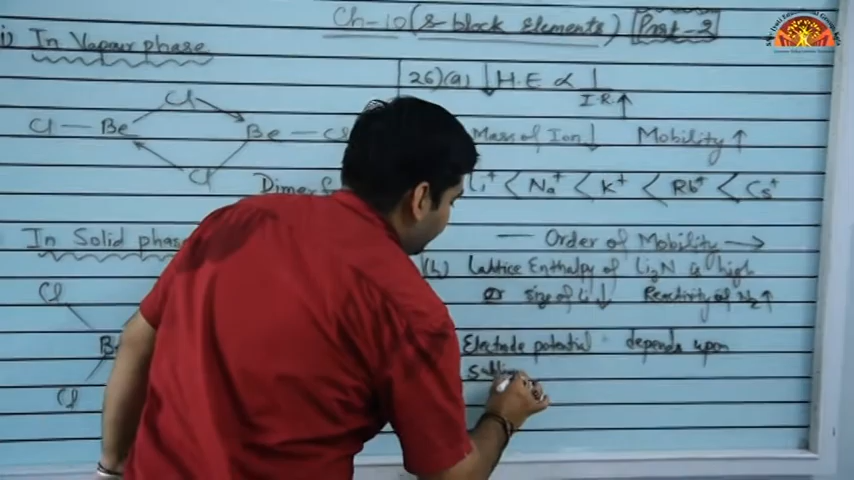 Ch-10 (s-block Elements) Part-2
i) In Vapour phase
Cl — Be Cl Be — Cl
Cl
Dimer
In Solid phase
Cl
Be
Cl
26) (a) ↓ H.E ∝ 1/I.R ↑
Mass of Ion ↓ Mobility ↑
Li⁺ < Na⁺ < K⁺ < Rb⁺ < Cs⁺
— Order of Mobility →
(b) Lattice Enthalpy of Li₃N is high
size of Li ↓ Reactivity of N₂ ↑
Electrode potential depends upon